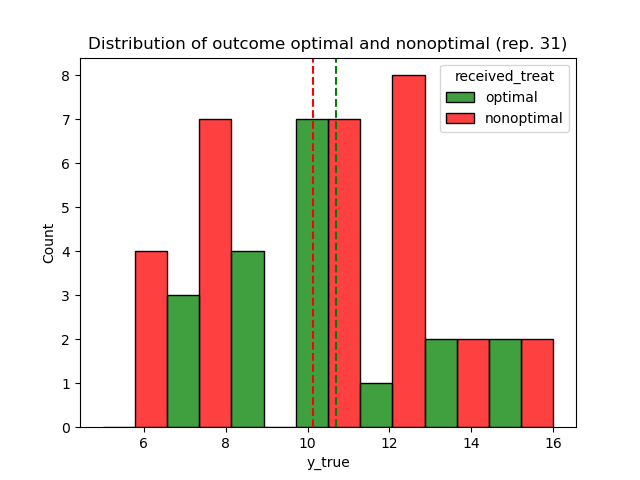 Distribution of outcome optimal and nonoptimal (rep. 31)
received_treat
optimal
nonoptimal
Count
8
7
6
5
4
3
2
1
0
6 8 10 12 14 16
y_true